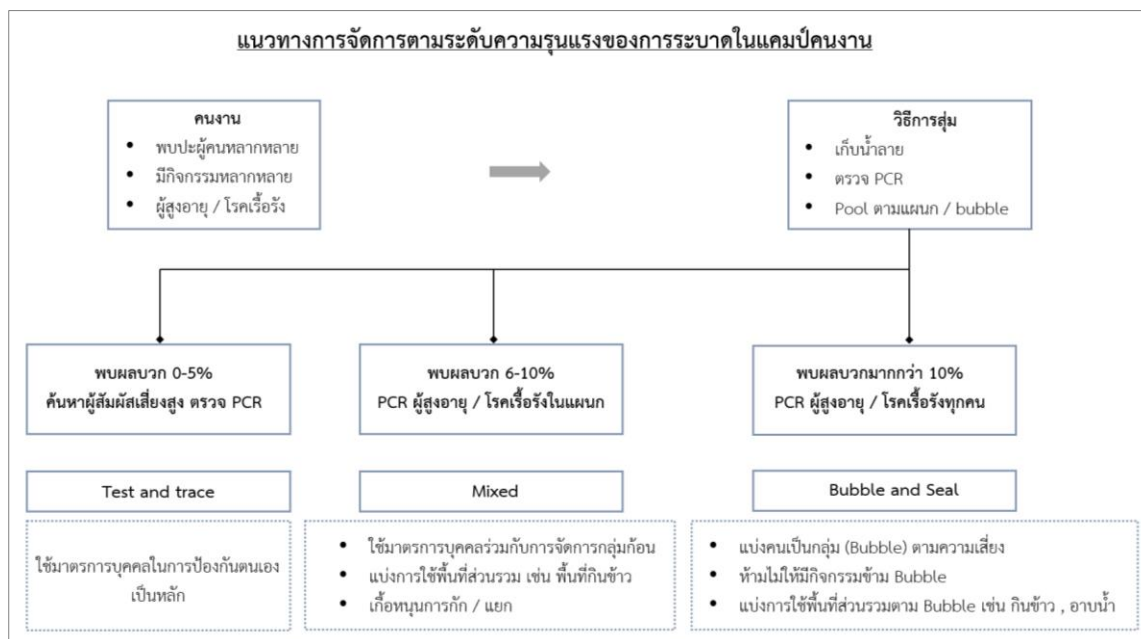 แนวทางการจัดการตามระดับความรุนแรงของการระบาดในแคมป์คนงาน
คนงาน
• พบปะผู้คนหลากหลาย
• มีกิจกรรมหลากหลาย
• ผู้สูงอายุ / โรคเรื้อรัง
วิธีการสุ่ม
• เก็บน้ำลาย
• ตรวจ PCR
• Pool ตามแผนก / bubble
พบผลบวก 0-5%
ค้นหาผู้สัมผัสเสี่ยงสูง ตรวจ PCR
พบผลบวก 6-10%
PCR ผู้สูงอายุ / โรคเรื้อรังในแผนก
พบผลบวกมากกว่า 10%
PCR ผู้สูงอายุ / โรคเรื้อรังทุกคน
Test and trace
Mixed
Bubble and Seal
ใช้มาตรการบุคคลในการป้องกันตนเอง
เป็นหลัก
• ใช้มาตรการบุคคลร่วมกับการจัดการกลุ่มก้อน
• แบ่งการใช้พื้นที่ส่วนรวม เช่น พื้นที่กินข้าว
• เกื้อหนุนการกัก / แยก
• แบ่งคนเป็นกลุ่ม (Bubble) ตามความเสี่ยง
• ห้ามไม่ให้มีกิจกรรมข้าม Bubble
• แบ่งการใช้พื้นที่ส่วนรวมตาม Bubble เช่น กินข้าว , อาบน้ำ